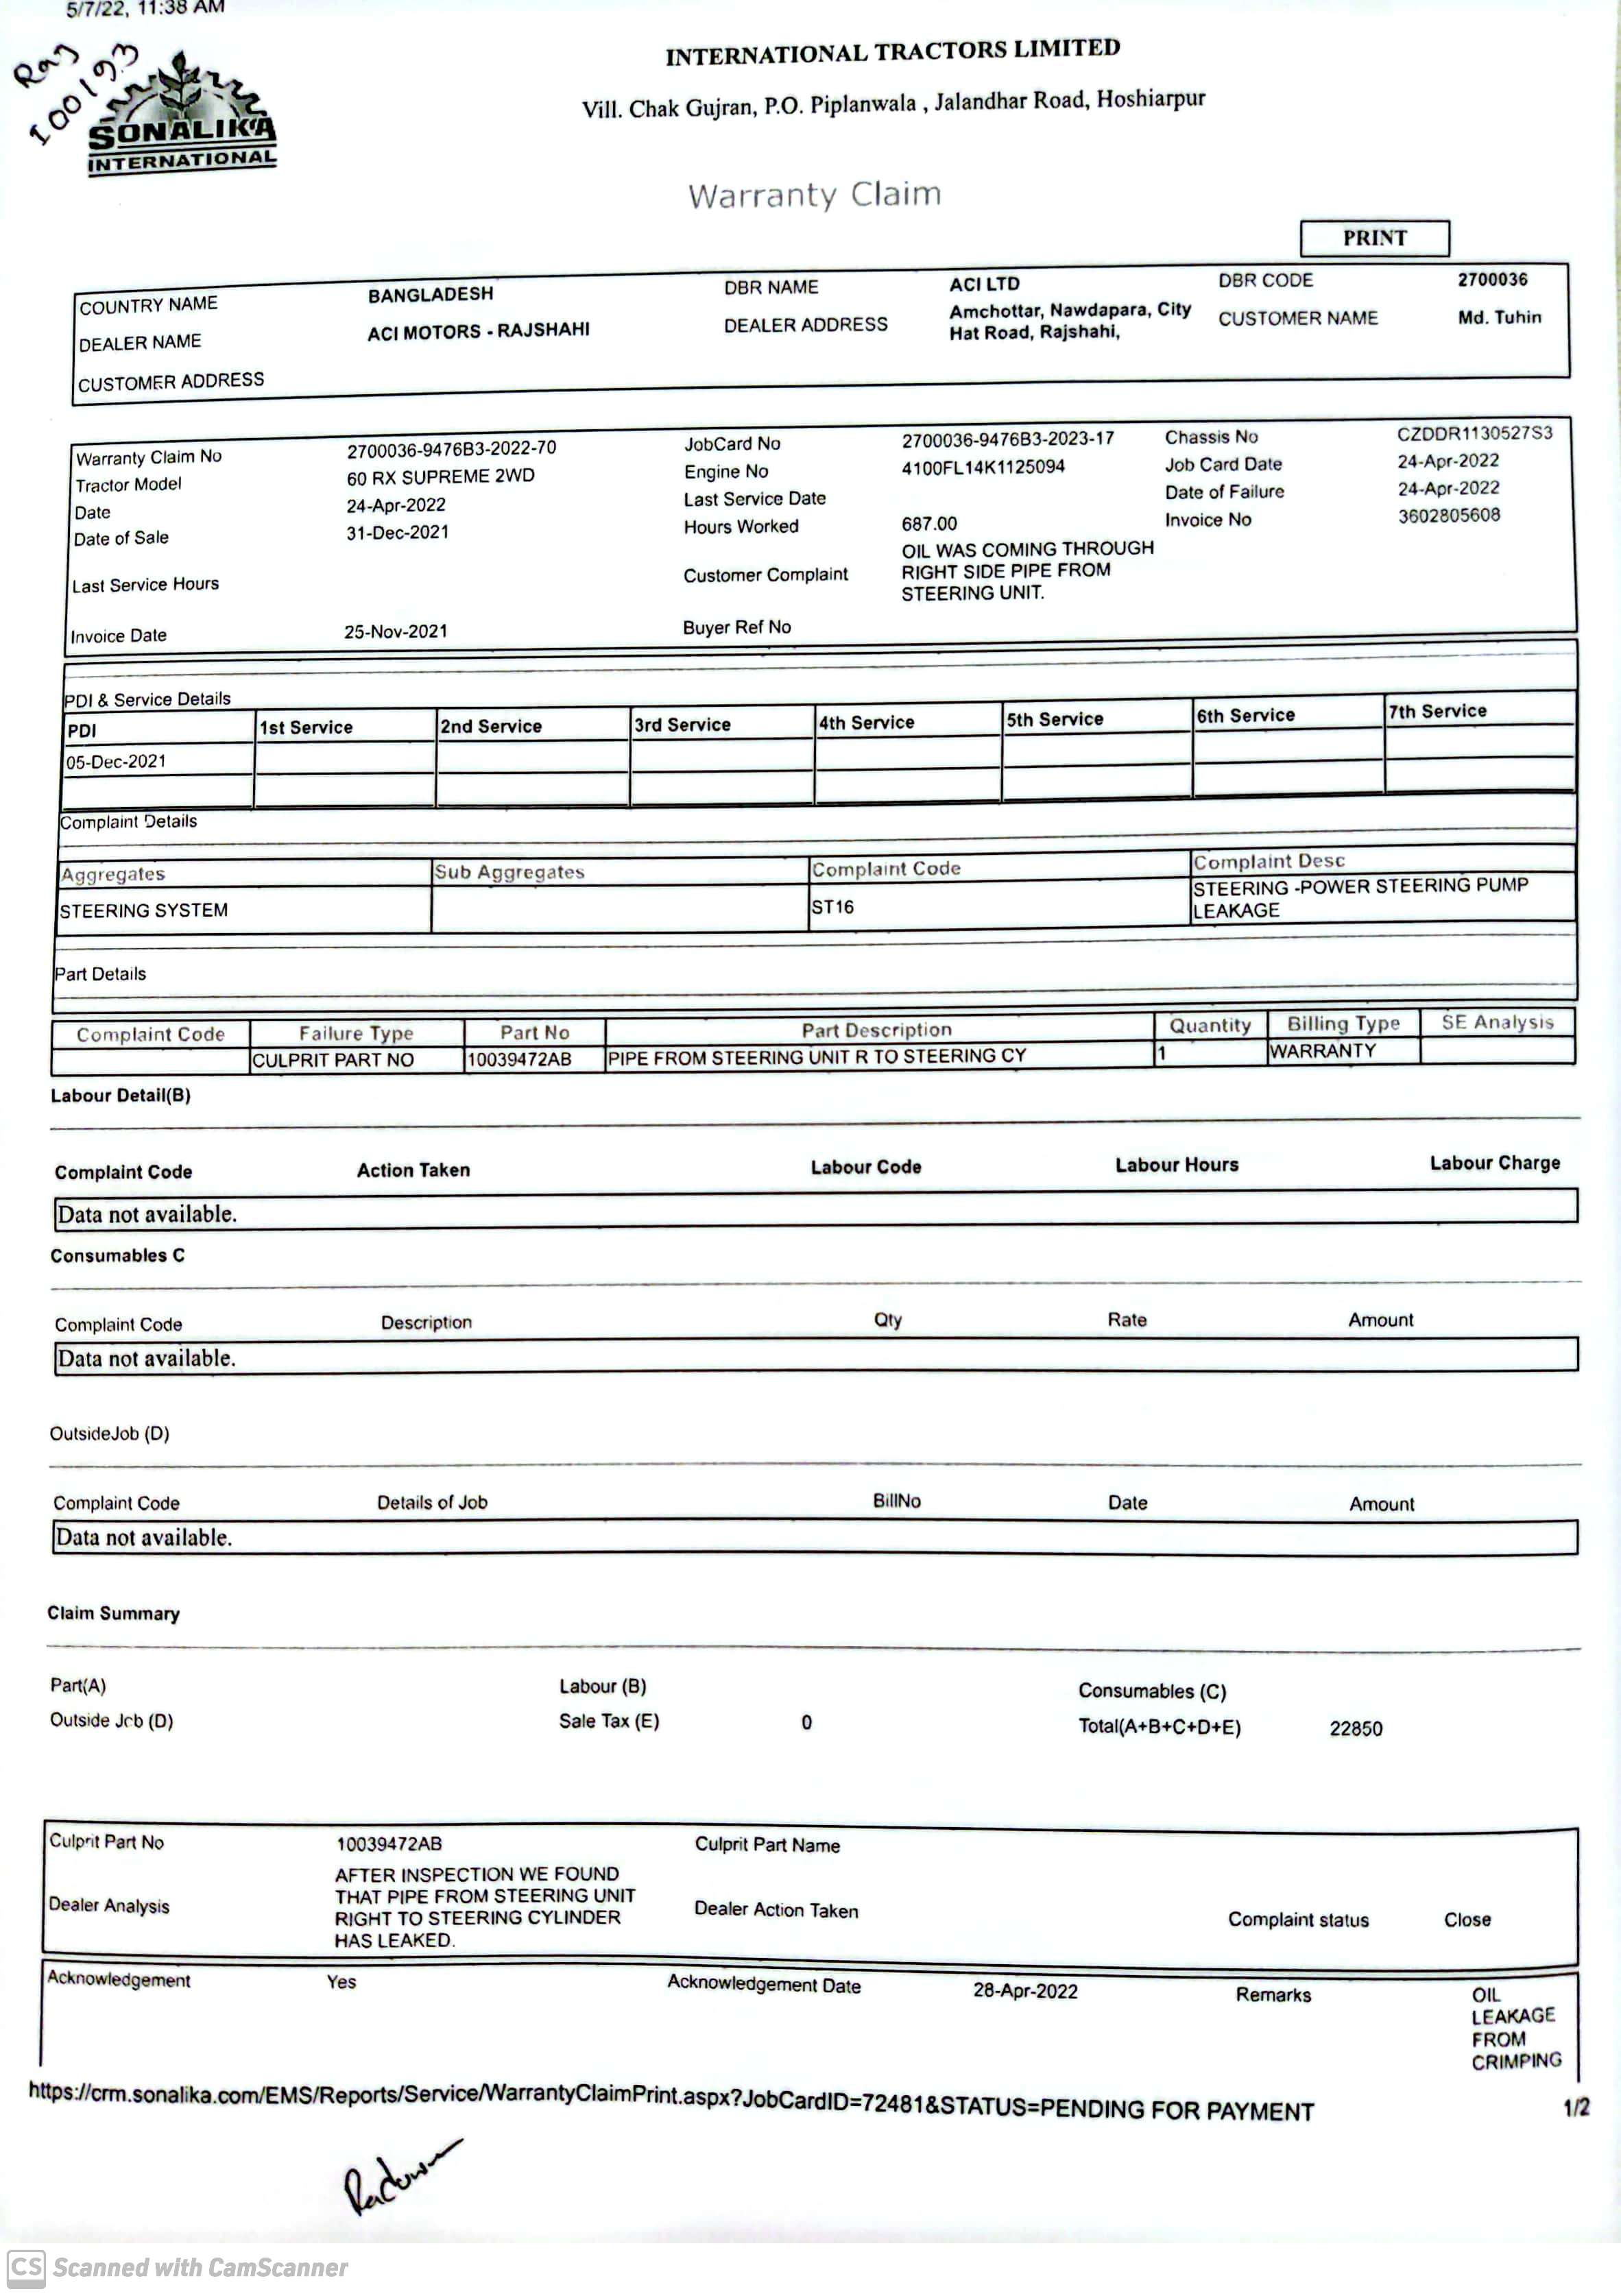 5/7/22, 11:38 AM
Raj
100193
SONALIKA
INTERNATIONAL
INTERNATIONAL TRACTORS LIMITED
Vill. Chak Gujran, P.O. Piplanwala , Jalandhar Road, Hoshiarpur
Warranty Claim
PRINT
COUNTRY NAME BANGLADESH DBR NAME ACI LTD DBR CODE 2700036
DEALER NAME ACI MOTORS - RAJSHAHI DEALER ADDRESS Amchottar, Nawdapara, City Hat Road, Rajshahi, CUSTOMER NAME Md. Tuhin
CUSTOMER ADDRESS
Warranty Claim No 2700036-9476B3-2022-70 JobCard No 2700036-9476B3-2023-17 Chassis No CZDDR1130527S3
Tractor Model 60 RX SUPREME 2WD Engine No 4100FL14K1125094 Job Card Date 24-Apr-2022
Date 24-Apr-2022 Last Service Date Date of Failure 24-Apr-2022
Date of Sale 31-Dec-2021 Hours Worked 687.00 Invoice No 3602805608
Last Service Hours Customer Complaint OIL WAS COMING THROUGH
RIGHT SIDE PIPE FROM
STEERING UNIT.
Invoice Date 25-Nov-2021 Buyer Ref No
PDI & Service Details
PDI 1st Service 2nd Service 3rd Service 4th Service 5th Service 6th Service 7th Service
05-Dec-2021
Complaint Details
Aggregates Sub Aggregates Complaint Code Complaint Desc
STEERING SYSTEM ST16 STEERING -POWER STEERING PUMP
LEAKAGE
Part Details
Complaint Code Failure Type Part No Part Description Quantity Billing Type SE Analysis
CULPRIT PART NO 10039472AB PIPE FROM STEERING UNIT R TO STEERING CY 1 WARRANTY
Labour Detail(B)
Complaint Code Action Taken Labour Code Labour Hours Labour Charge
Data not available.
Consumables C
Complaint Code Description Qty Rate Amount
Data not available.
OutsideJob (D)
Complaint Code Details of Job BillNo Date Amount
Data not available.
Claim Summary
Part(A) Labour (B) Consumables (C)
Outside Job (D) Sale Tax (E) 0 Total(A+B+C+D+E) 22850
Culprit Part No 10039472AB Culprit Part Name
Dealer Analysis AFTER INSPECTION WE FOUND
THAT PIPE FROM STEERING UNIT
RIGHT TO STEERING CYLINDER
HAS LEAKED. Dealer Action Taken Complaint status Close
Acknowledgement Yes Acknowledgement Date 28-Apr-2022 Remarks OIL
LEAKAGE
FROM
CRIMPING
https://crm.sonalika.com/EMS/Reports/Service/WarrantyClaimPrint.aspx?JobCardID=72481&STATUS=PENDING FOR PAYMENT 1/2
CS Scanned with CamScanner